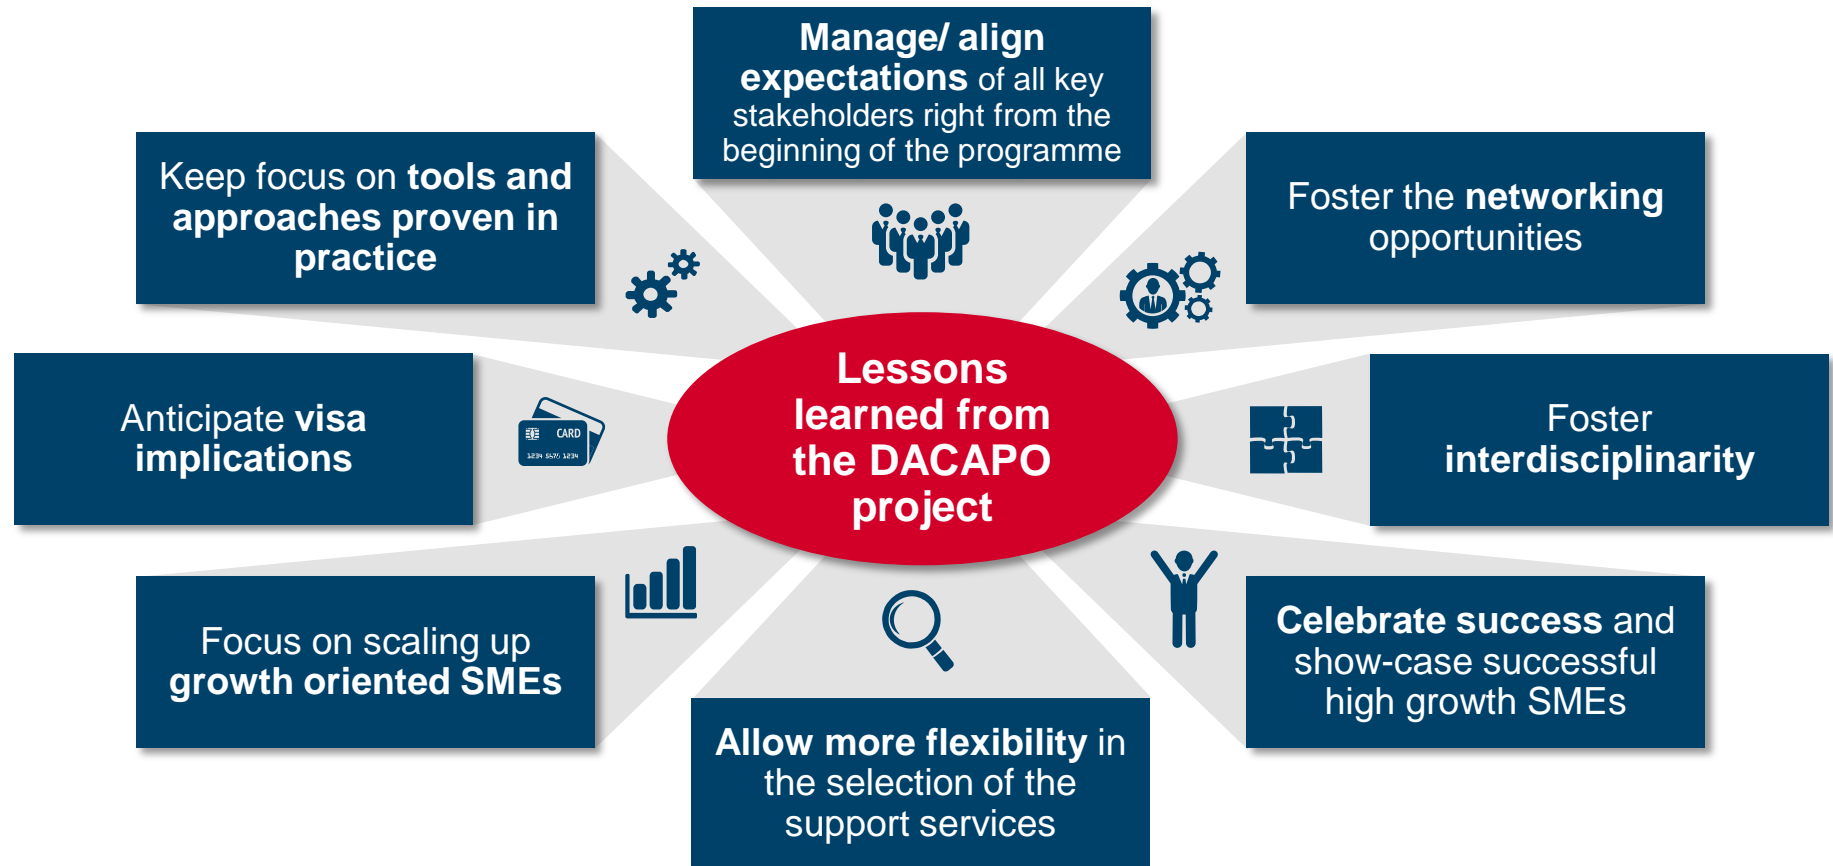 Manage/ align
expectations of all key
stakeholders right from the
beginning of the programme
Keep focus on tools and
approaches proven in
practice
Foster the networking
opportunities
Lessons
learned from
the DACAPO
project
Anticipate visa
implications
CARD
1234 5678 1234
Foster
interdisciplinarity
Focus on scaling up
growth oriented SMEs
Celebrate success and
show-case successful
high growth SMEs
Allow more flexibility in
the selection of the
support services